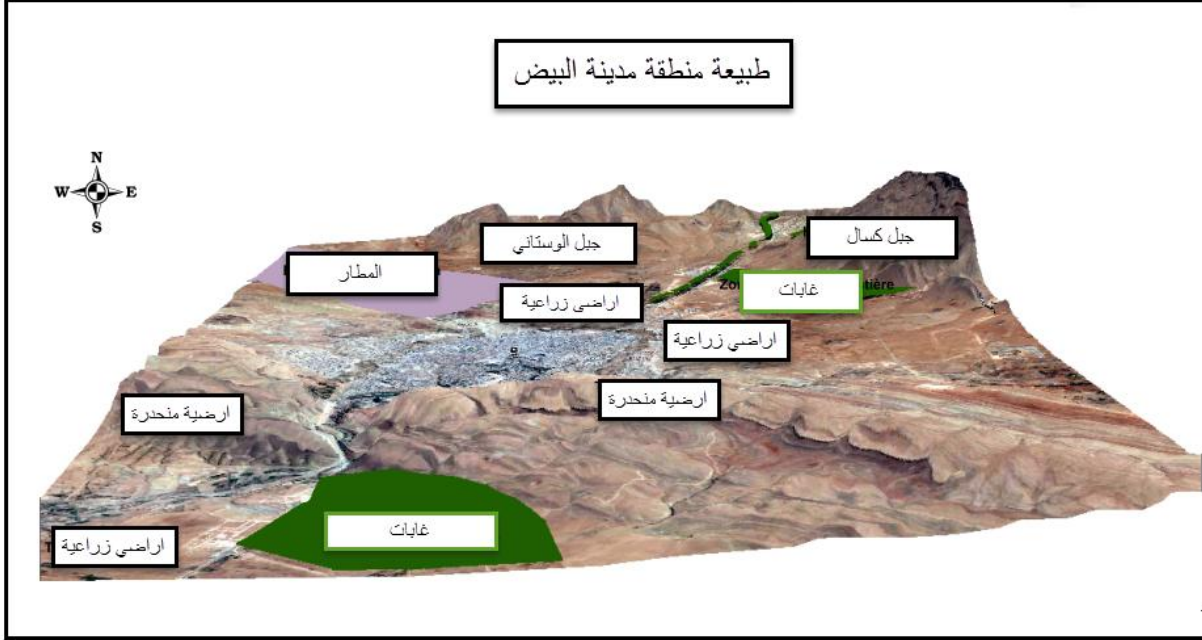 طبيعة منطقة مدينة البيض
N
W E
S
جبل الوستاني
جبل كسال
المطار
غابات
اراضي زراعية
اراضي زراعية
ارضية منحدرة
ارضية منحدرة
غابات
اراضي زراعية